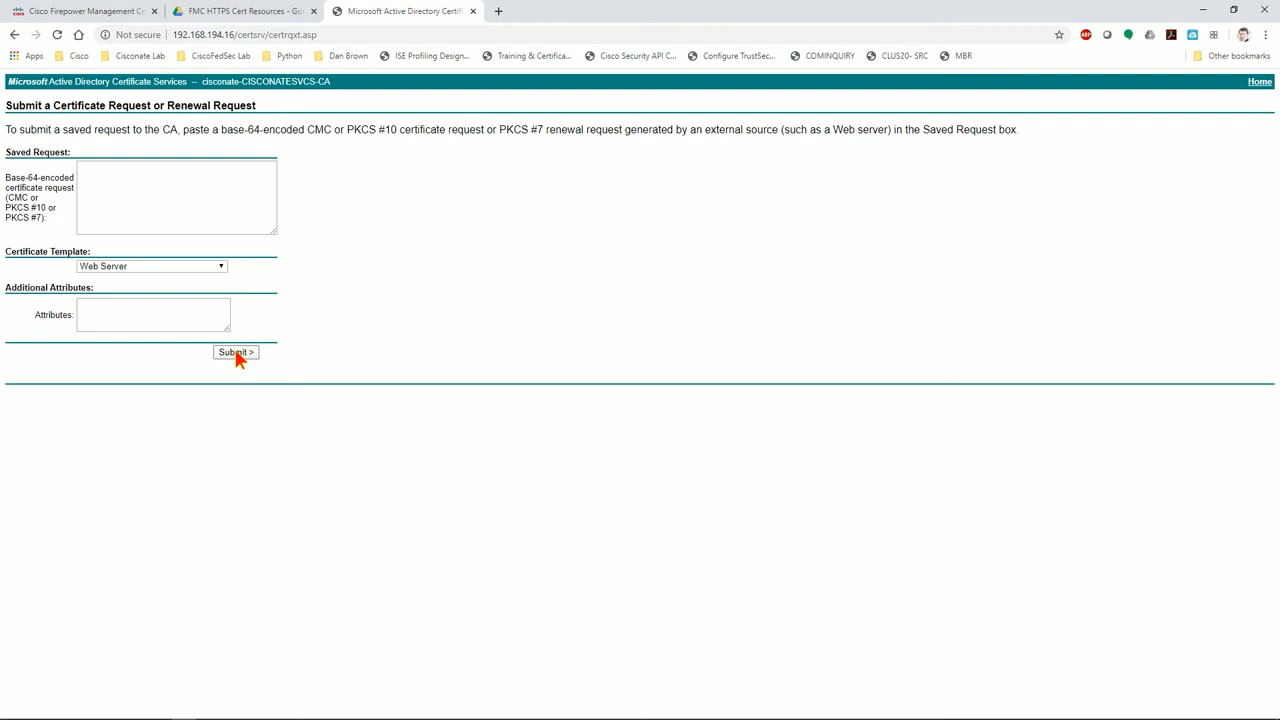 Cisco Firepower Management Ce
FMC HTTPS Cert Resources - Goo
Microsoft Active Directory Certifi
Not secure
192.168.194.16/certsrv/certrqxt.asp
ABP
Apps
Cisco
Cisconate Lab
CiscoFedSec Lab
Python
Dan Brown
ISE Profiling Design...
Training & Certifica...
Cisco Security API C...
Configure TrustSec...
COMINQUIRY
CLUS20- SRC
MBR
Other bookmarks
Microsoft Active Directory Certificate Services -- cisconate-CISCONATESVCS-CA
Home
Submit a Certificate Request or Renewal Request
To submit a saved request to the CA, paste a base-64-encoded CMC or PKCS #10 certificate request or PKCS #7 renewal request generated by an external source (such as a Web server) in the Saved Request box.
Saved Request:
Base-64-encoded
certificate request
(CMC or
PKCS #10 or
PKCS #7):
Certificate Template:
Web Server
Additional Attributes:
Attributes:
Submit >